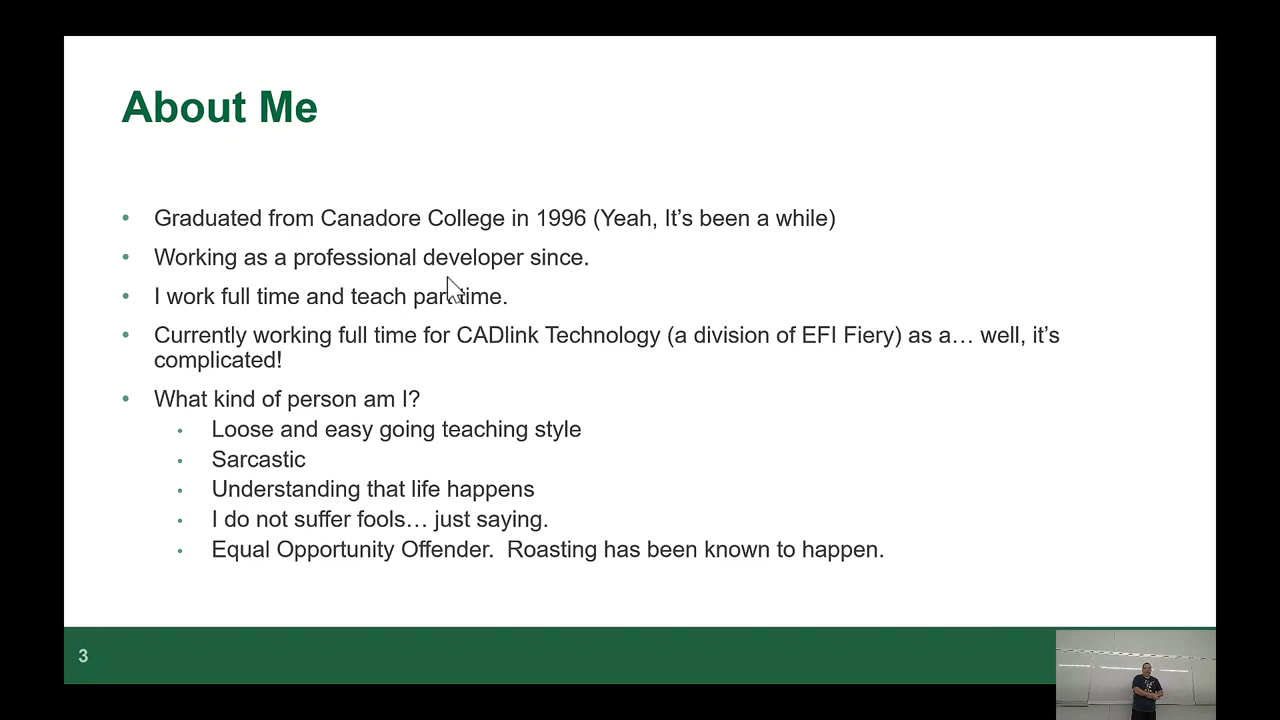 About Me
• Graduated from Canadore College in 1996 (Yeah, It’s been a while)
• Working as a professional developer since.
• I work full time and teach part time.
• Currently working full time for CADlink Technology (a division of EFI Fiery) as a… well, it’s
complicated!
• What kind of person am I?
• Loose and easy going teaching style
• Sarcastic
• Understanding that life happens
• I do not suffer fools… just saying.
• Equal Opportunity Offender.  Roasting has been known to happen.
3